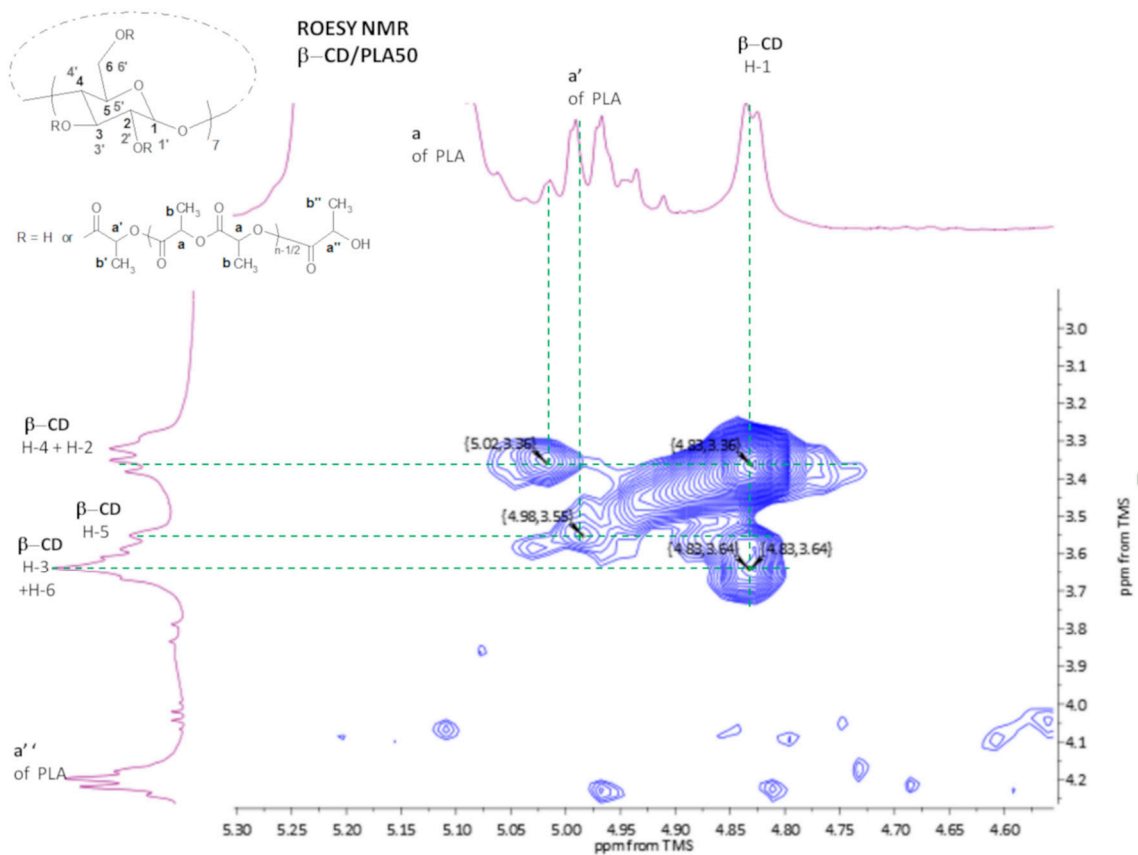 ROESY NMR
β–CD/PLA50
β–CD
H-1
a'
of PLA
a
of PLA
OR
6 6'
4'
4
O
5 5'
RO
3
3'
2
2'
OR
1
1'
O
7
R = H or
O
a'
O
b'
CH3
b
CH3
a
O
O
O
a
O
b
CH3
n-1/2
b''
CH3
a''
OH
O
β–CD
H-4 + H-2
β–CD
H-5
β–CD
H-3
+H-6
a' '
of PLA
{5.02,3.36}
{4.83,3.36}
{4.98,3.55}
{4.83,3.64}
{4.83,3.64}
3.0
3.1
3.2
3.3
3.4
3.5
3.6
3.7
3.8
3.9
4.0
4.1
4.2
ppm from TMS
5.30 5.25 5.20 5.15 5.10 5.05 5.00 4.95 4.90 4.85 4.80 4.75 4.70 4.65 4.60
ppm from TMS